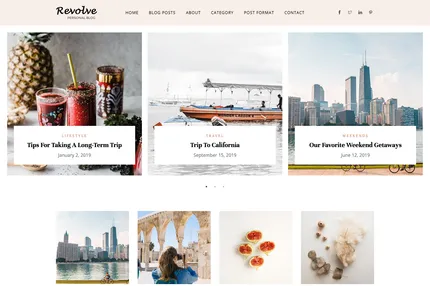 Revolve
PERSONAL BLOG
HOME BLOG POSTS ABOUT CATEGORY POST FORMAT CONTACT
LIFESTYLE
Tips For Taking A Long-Term Trip
January 2, 2019
TRAVEL
Trip To California
September 15, 2019
WEEKEND
Our Favorite Weekend Getaways
June 12, 2019